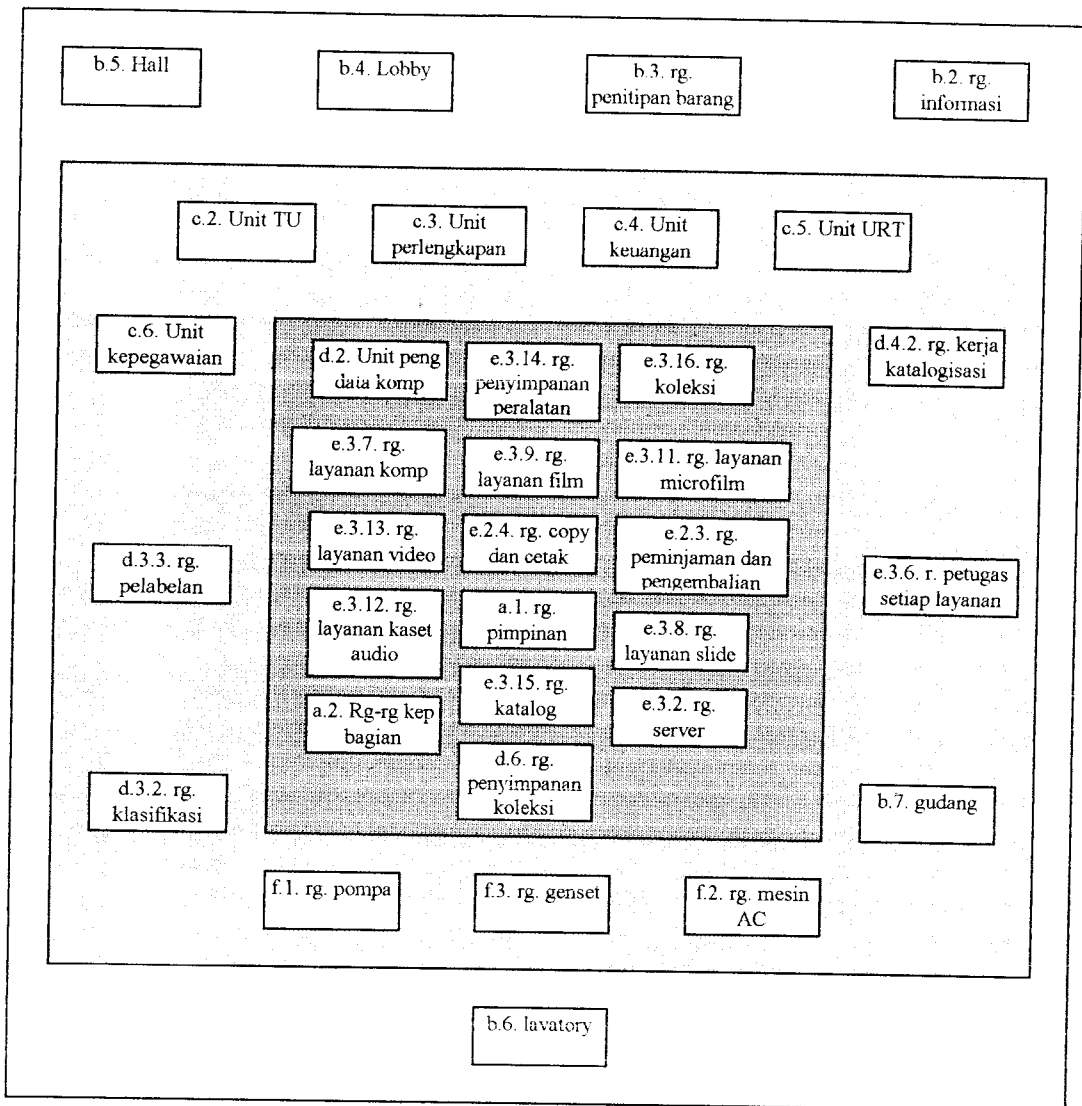 b.5. Hall
b.4. Lobby
b.3. rg.
penitipan barang
b.2. rg.
informasi
c.2. Unit TU
c.3. Unit
perlengkapan
c.4. Unit
keuangan
c.5. Unit URT
c.6. Unit
kepegawaian
d.2. Unit peng
data komp
e.3.14. rg.
penyimpanan
peralatan
e.3.16. rg.
koleksi
d.4.2. rg. kerja
katalogisasi
e.3.7. rg.
layanan komp
e.3.9. rg.
layanan film
e.3.11. rg. layanan
microfilm
d.3.3. rg.
pelabelan
e.3.13. rg.
layanan video
e.2.4. rg. copy
dan cetak
e.2.3. rg.
peminjaman dan
pengembalian
e.3.6. r. petugas
setiap layanan
e.3.12. rg.
layanan kaset
audio
a.1. rg.
pimpinan
e.3.8. rg.
layanan slide
a.2. Rg-rg kep
bagian
e.3.15. rg.
katalog
e.3.2. rg.
server
d.3.2. rg.
klasifikasi
d.6. rg.
penyimpanan
koleksi
b.7. gudang
f.1. rg. pompa
f.3. rg. genset
f.2. rg. mesin
AC
b.6. lavatory